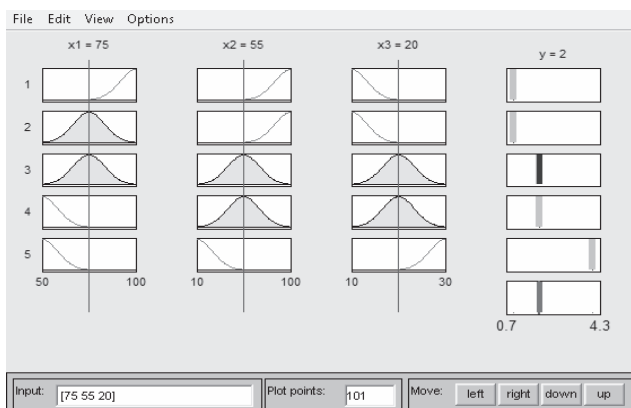 File Edit View Options
x1 = 75 x2 = 55 x3 = 20 y = 2
1
2
3
4
5
50 100 10 100 10 30
0.7 4.3
Input: [75 55 20] Plot points: 101 Move: left right down up